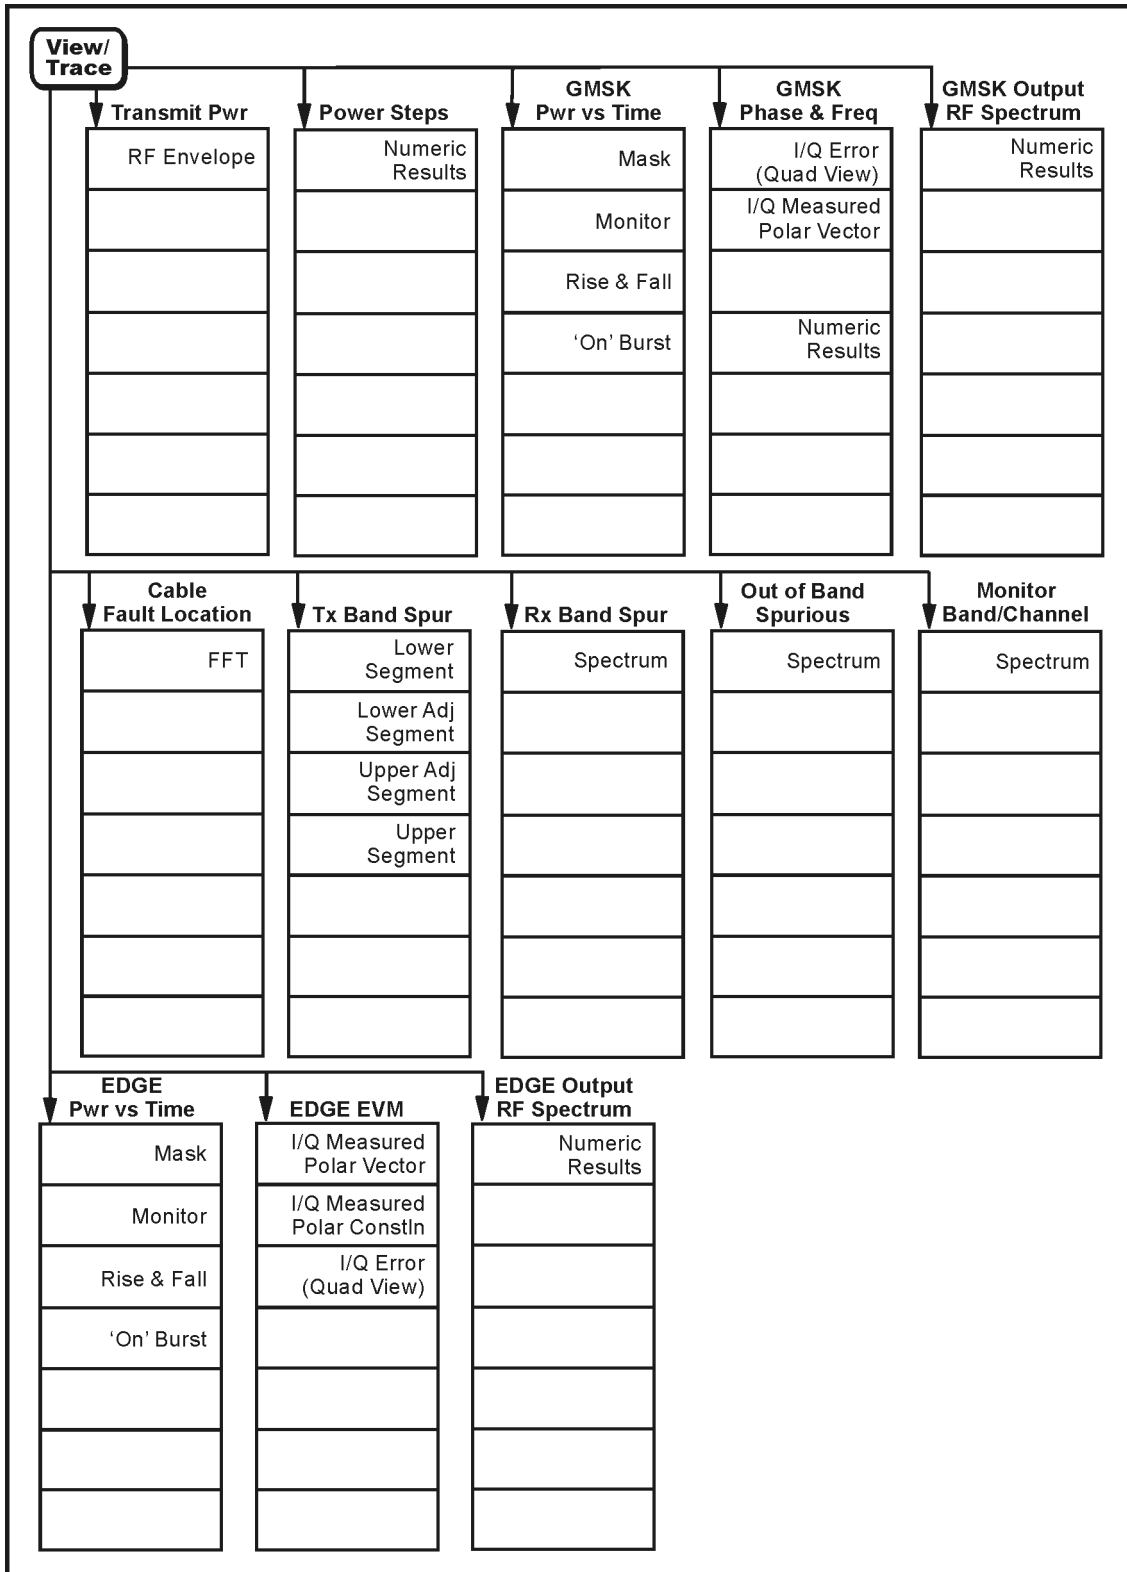 View/
Trace
Transmit Pwr
RF Envelope
Power Steps
Numeric
Results
GMSK
Pwr vs Time
Mask
Monitor
Rise & Fall
‘On’ Burst
GMSK
Phase & Freq
I/Q Error
(Quad View)
I/Q Measured
Polar Vector
Numeric
Results
GMSK Output
RF Spectrum
Numeric
Results
Cable
Fault Location
FFT
Tx Band Spur
Lower
Segment
Lower Adj
Segment
Upper Adj
Segment
Upper
Segment
Rx Band Spur
Spectrum
Out of Band
Spurious
Spectrum
Monitor
Band/Channel
Spectrum
EDGE
Pwr vs Time
Mask
Monitor
Rise & Fall
‘On’ Burst
EDGE EVM
I/Q Measured
Polar Vector
I/Q Measured
Polar Constln
I/Q Error
(Quad View)
EDGE Output
RF Spectrum
Numeric
Results